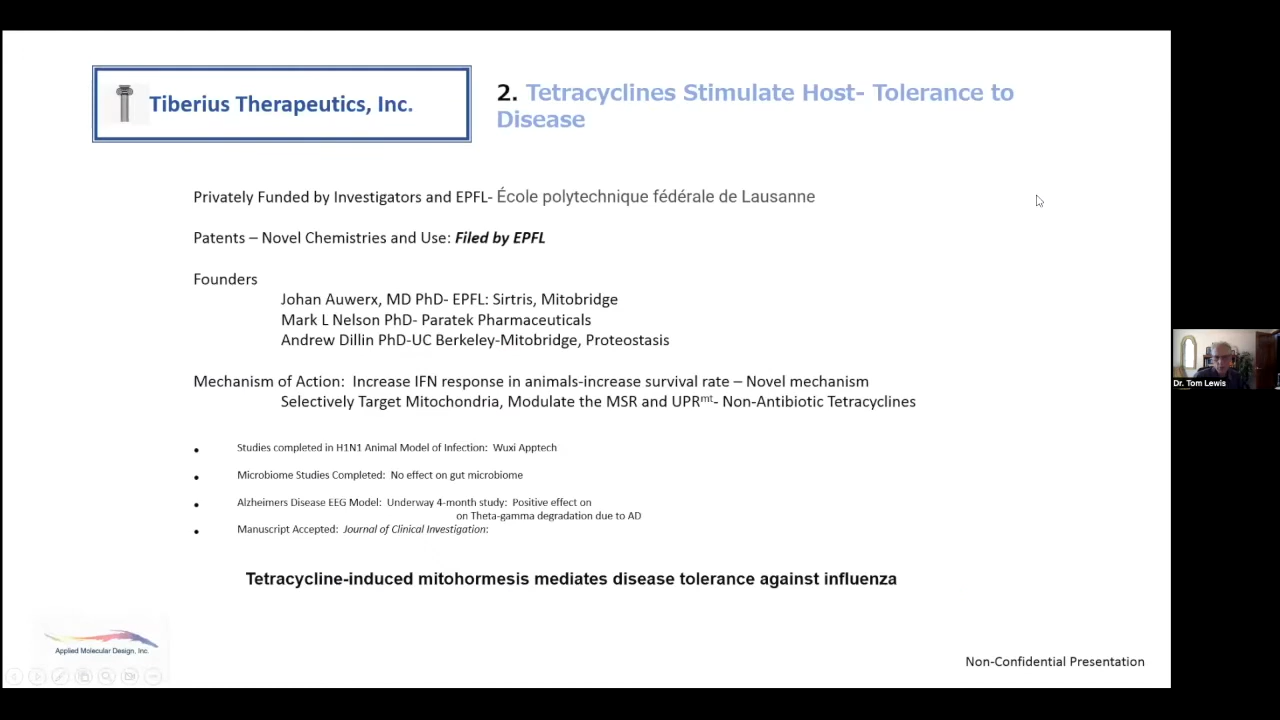 Tiberius Therapeutics, Inc.
2. Tetracyclines Stimulate Host- Tolerance to
Disease
Privately Funded by Investigators and EPFL- École polytechnique fédérale de Lausanne
Patents – Novel Chemistries and Use: Filed by EPFL
Founders
Johan Auwerx, MD PhD- EPFL: Sirtris, Mitobridge
Mark L Nelson PhD- Paratek Pharmaceuticals
Andrew Dillin PhD-UC Berkeley-Mitobridge, Proteostasis
Mechanism of Action: Increase IFN response in animals-increase survival rate – Novel mechanism
Selectively Target Mitochondria, Modulate the MSR and UPRmt- Non-Antibiotic Tetracyclines
• Studies completed in H1N1 Animal Model of Infection: Wuxi Apptech
• Microbiome Studies Completed: No effect on gut microbiome
• Alzheimers Disease EEG Model: Underway 4-month study: Positive effect on
on Theta-gamma degradation due to AD
• Manuscript Accepted: Journal of Clinical Investigation:
Tetracycline-induced mitohormesis mediates disease tolerance against influenza
Applied Molecular Design, Inc.
Non-Confidential Presentation
Dr. Tom Lewis